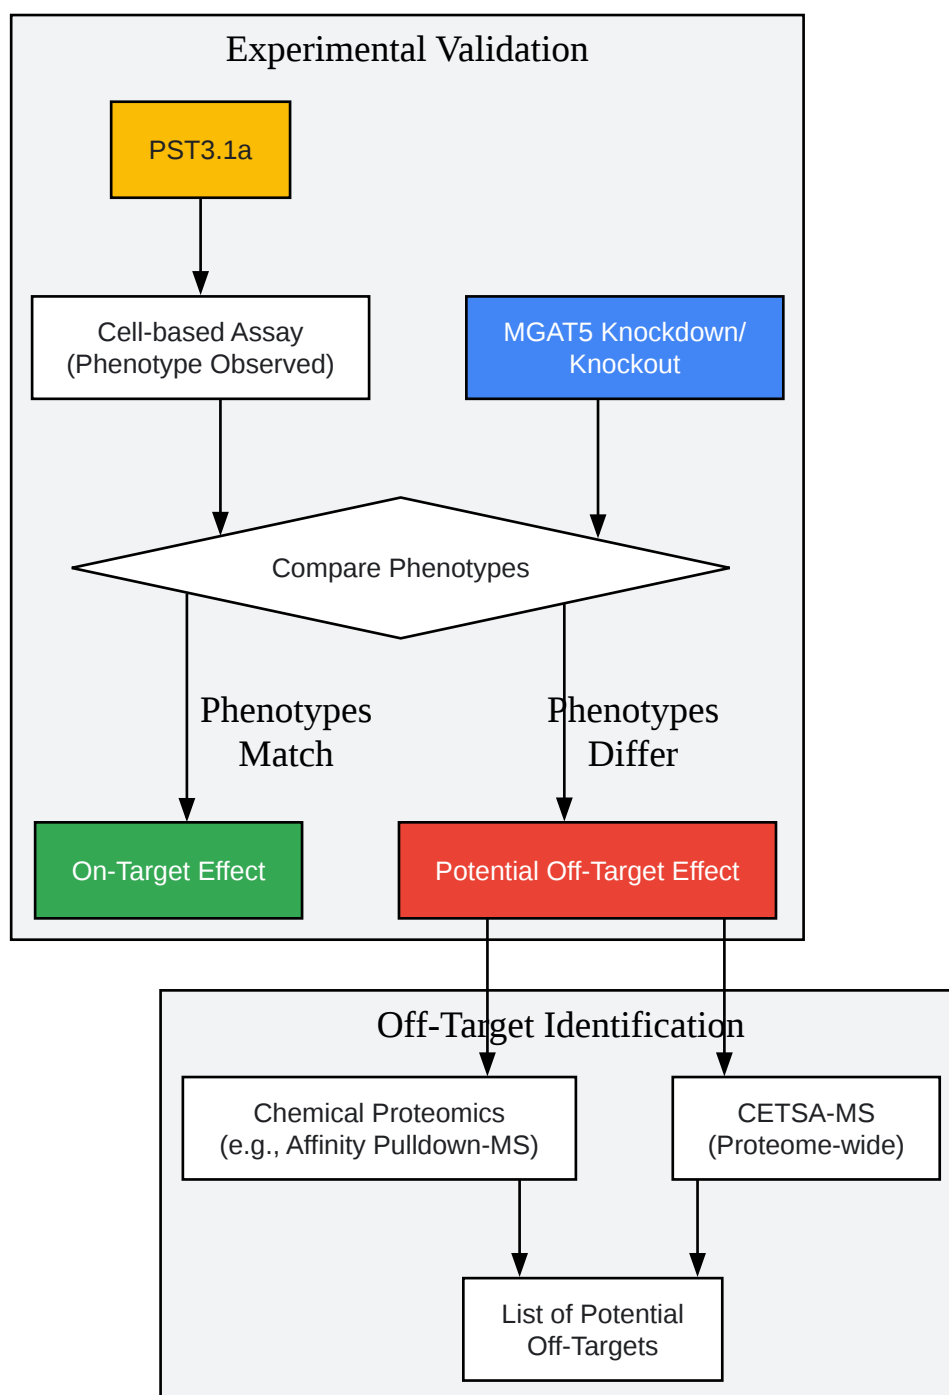 Experimental Validation
PST3.1a
Cell-based Assay
(Phenotype Observed)
MGAT5 Knockdown/
Knockout
Compare Phenotypes
Phenotypes
Match
Phenotypes
Differ
On-Target Effect
Potential Off-Target Effect
Off-Target Identification
Chemical Proteomics
(e.g., Affinity Pulldown-MS)
CETSA-MS
(Proteome-wide)
List of Potential
Off-Targets